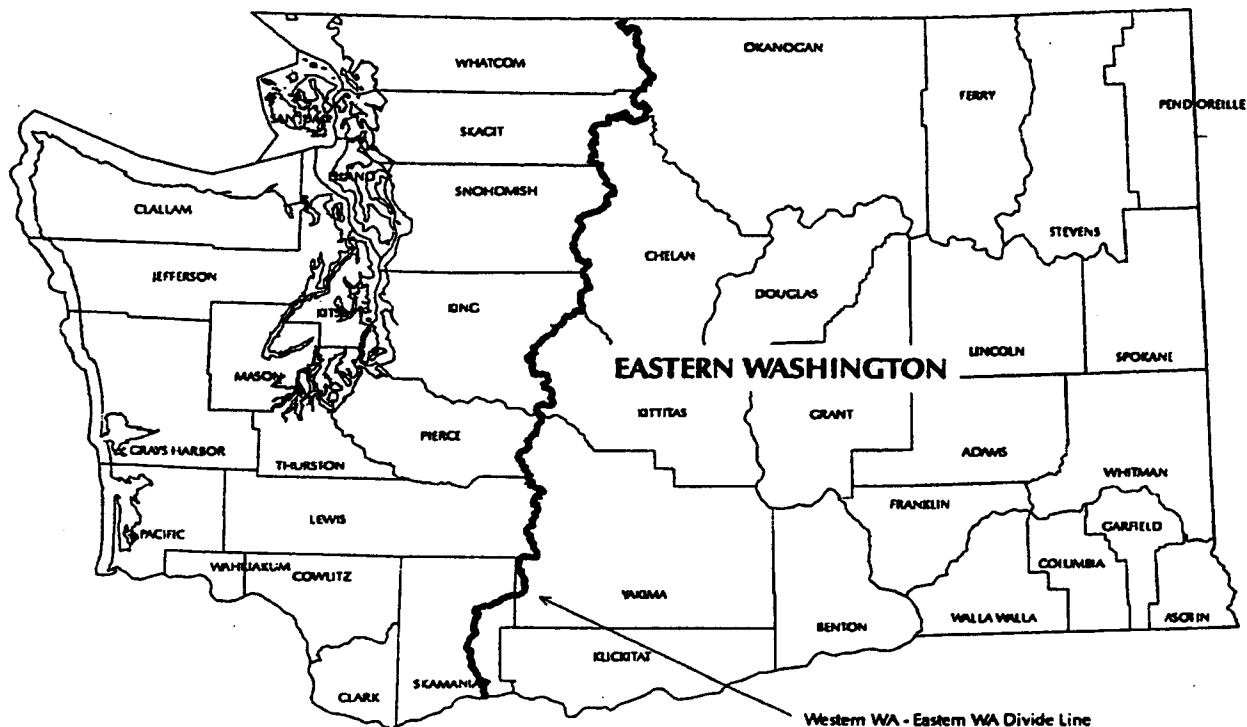 WHATCOM
OKANOGAN
FERRY
PEND OREILLE
SAN JUAN
SKAGIT
ISLAND
SNOHOMISH
CLALLAM
STEVENS
JEFFERSON
CHELAN
DOUGLAS
KITSAP
KING
EASTERN WASHINGTON
LINCOLN
SPOKANE
MASON
KITTITAS
GRANT
PIERCE
GRAYS HARBOR
THURSTON
ADAMS
WHITMAN
FRANKLIN
LEWIS
GARFIELD
PACIFIC
WAHKIAKUM
COWLITZ
COLUMBIA
YAKIMA
BENTON
WALLA WALLA
ASOTIN
KLICKITAT
CLARK
SKAMANIA
Western WA - Eastern WA Divide Line